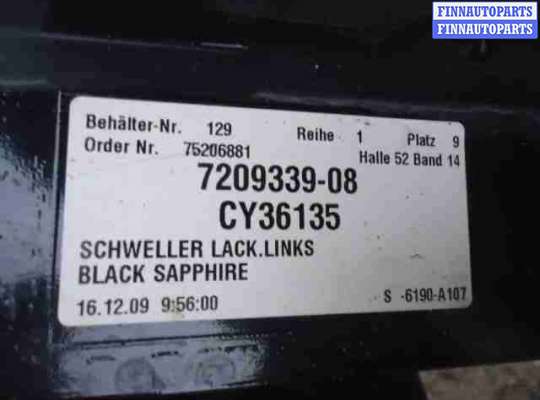 FINNAUTOPARTS
FINNAUTOPARTS
Behälter-Nr. 129 Reihe 1 Platz 9
Order Nr. 75206881 Halle 52 Band 14
7209339-08
CY36135
SCHWELLER LACK.LINKS
BLACK SAPPHIRE
16.12.09 9:56:00 S -6190-A107